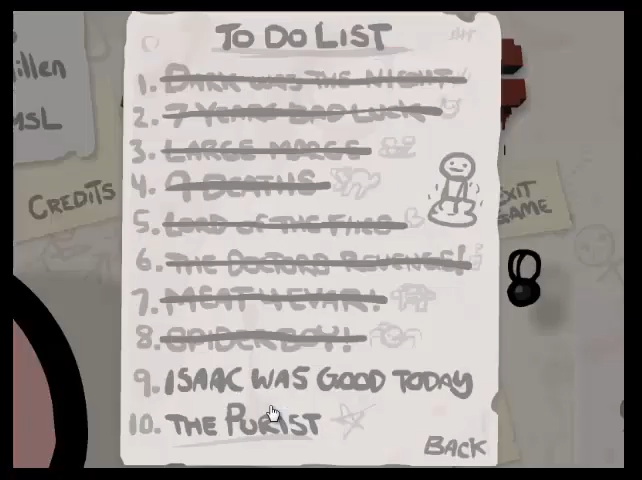 TO DO LIST
1. DARK WAS THE NIGHT
2. 7 YEARS BAD LUCK
3. LARGE MARGE
4. 9 DEATHS
5. LORD OF THE FLIES
6. THE DOCTORS REVENGE!
7. MEAT 4 EVAR!
8. SPIDERBOY!
9. ISAAC WAS GOOD TODAY
10. THE PURIST
BACK
illen
MSL
CREDITS
EXIT
GAME